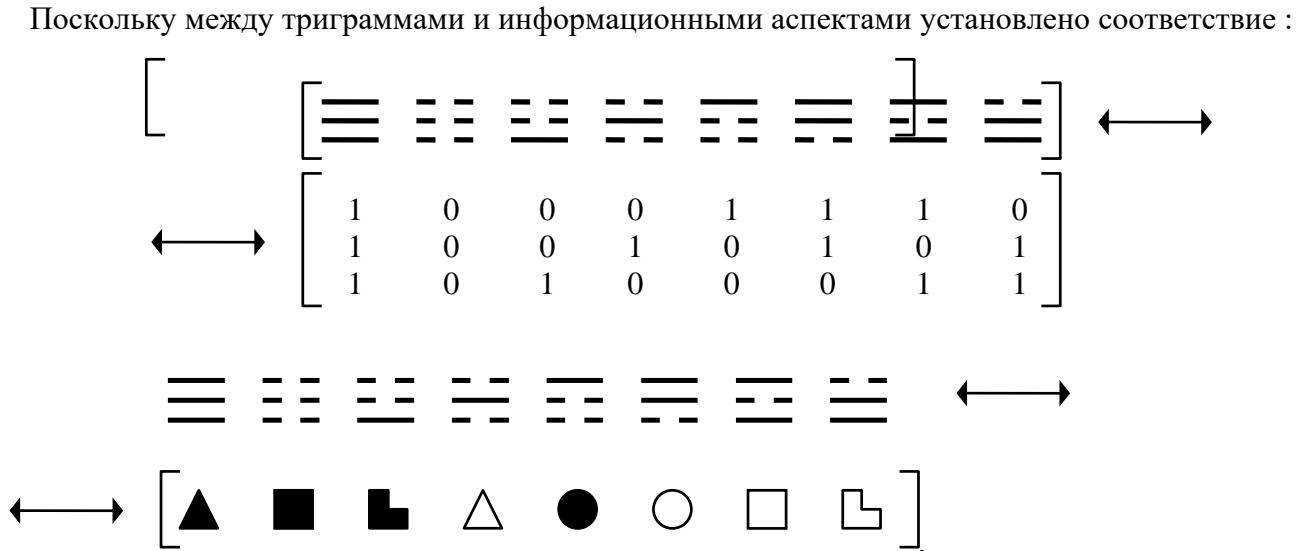 Поскольку между триграммами и информационными аспектами установлено соответствие :
1 0 0 0 1 1 1 0
1 0 0 1 0 1 0 1
1 0 1 0 0 0 1 1